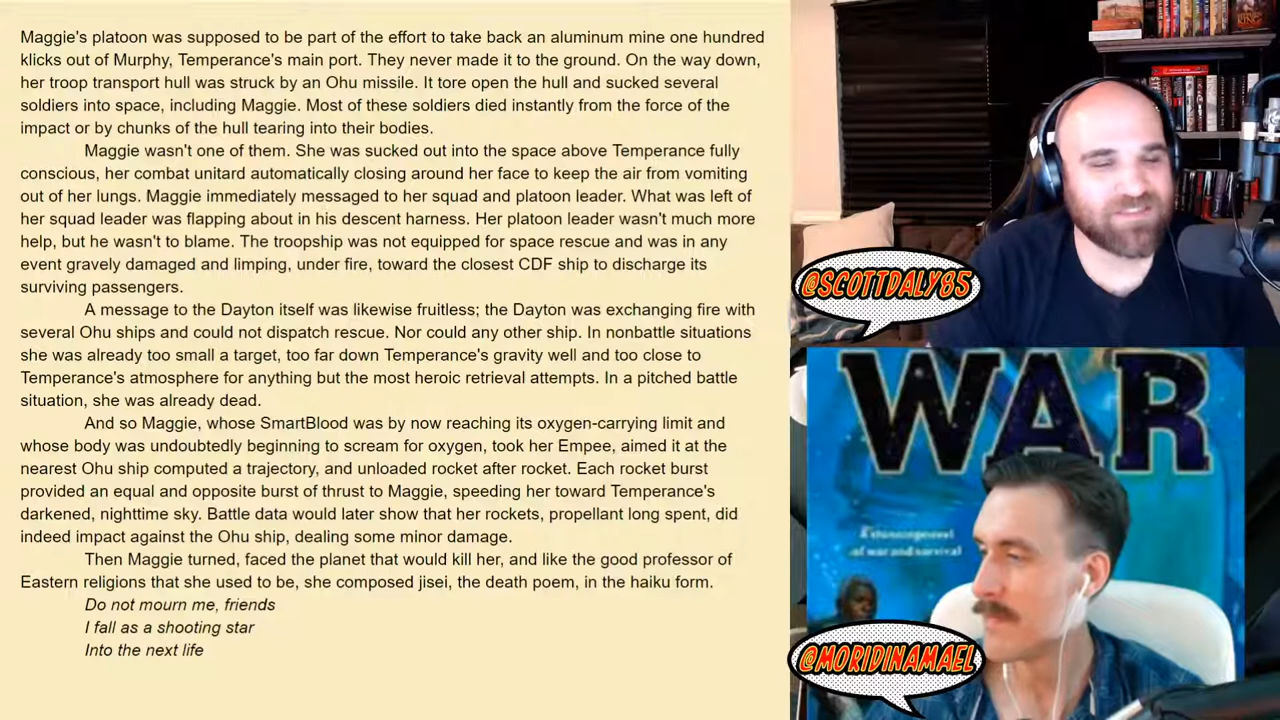 Maggie's platoon was supposed to be part of the effort to take back an aluminum mine one hundred
klicks out of Murphy, Temperance's main port. They never made it to the ground. On the way down,
her troop transport hull was struck by an Ohu missile. It tore open the hull and sucked several
soldiers into space, including Maggie. Most of these soldiers died instantly from the force of the
impact or by chunks of the hull tearing into their bodies.
Maggie wasn't one of them. She was sucked out into the space above Temperance fully
conscious, her combat unitard automatically closing around her face to keep the air from vomiting
out of her lungs. Maggie immediately messaged to her squad and platoon leader. What was left of
her squad leader was flapping about in his descent harness. Her platoon leader wasn't much more
help, but he wasn't to blame. The troopship was not equipped for space rescue and was in any
event gravely damaged and limping, under fire, toward the closest CDF ship to discharge its
surviving passengers.
A message to the Dayton itself was likewise fruitless; the Dayton was exchanging fire with
several Ohu ships and could not dispatch rescue. Nor could any other ship. In nonbattle situations
she was already too small a target, too far down Temperance's gravity well and too close to
Temperance's atmosphere for anything but the most heroic retrieval attempts. In a pitched battle
situation, she was already dead.
And so Maggie, whose SmartBlood was by now reaching its oxygen-carrying limit and
whose body was undoubtedly beginning to scream for oxygen, took her Empee, aimed it at the
nearest Ohu ship computed a trajectory, and unloaded rocket after rocket. Each rocket burst
provided an equal and opposite burst of thrust to Maggie, speeding her toward Temperance's
darkened, nighttime sky. Battle data would later show that her rockets, propellant long spent, did
indeed impact against the Ohu ship, dealing some minor damage.
Then Maggie turned, faced the planet that would kill her, and like the good professor of
Eastern religions that she used to be, she composed jisei, the death poem, in the haiku form.
Do not mourn me, friends
I fall as a shooting star
Into the next life
@SCOTTDALY85
WAR
of war and survival
@MORIDINAMAEL